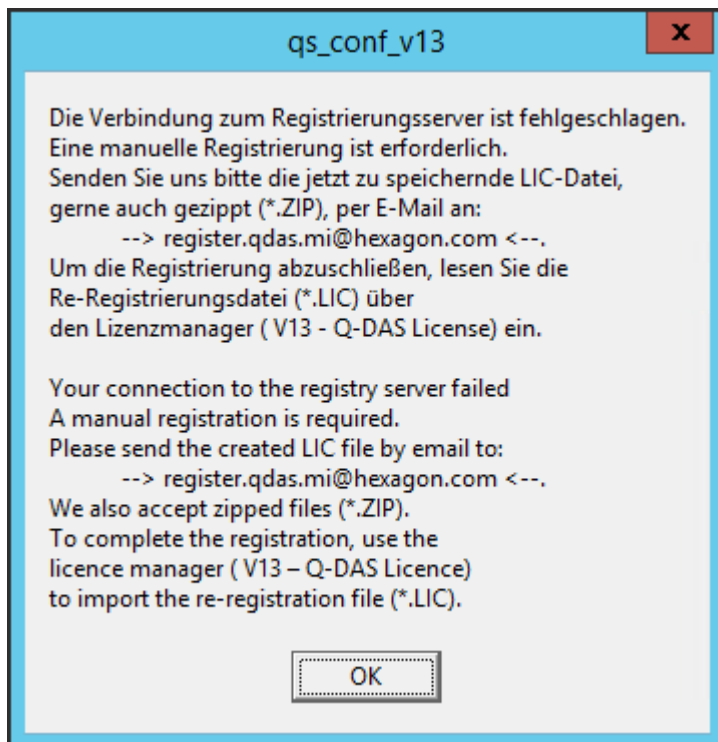 qs_conf_v13
x
Die Verbindung zum Registrierungsserver ist fehlgeschlagen.
Eine manuelle Registrierung ist erforderlich.
Senden Sie uns bitte die jetzt zu speichernde LIC-Datei,
gerne auch gezippt (*.ZIP), per E-Mail an:
--> register.qdas.mi@hexagon.com <--.
Um die Registrierung abzuschließen, lesen Sie die
Re-Registrierungsdatei (*.LIC) über
den Lizenzmanager ( V13 - Q-DAS License) ein.
Your connection to the registry server failed
A manual registration is required.
Please send the created LIC file by email to:
--> register.qdas.mi@hexagon.com <--.
We also accept zipped files (*.ZIP).
To complete the registration, use the
licence manager ( V13 – Q-DAS Licence)
to import the re-registration file (*.LIC).
OK